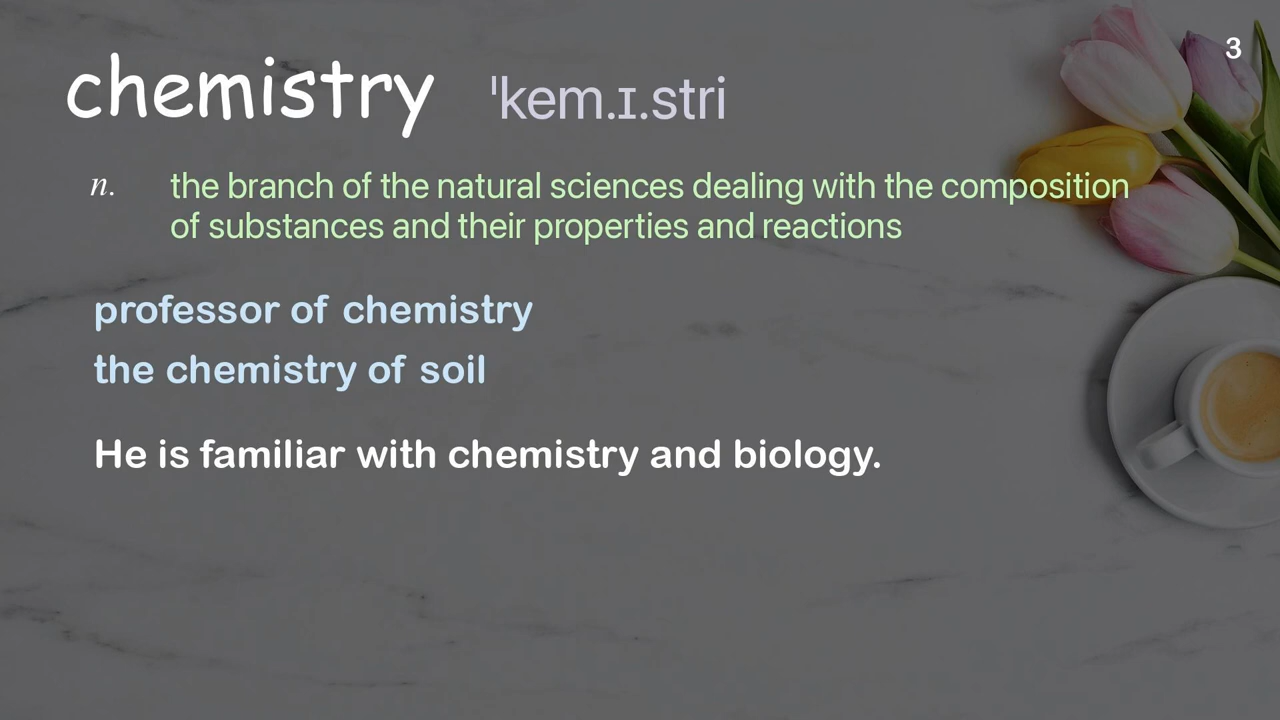 3
chemistry ˈkem.ɪ.stri
n. the branch of the natural sciences dealing with the composition
of substances and their properties and reactions
professor of chemistry
the chemistry of soil
He is familiar with chemistry and biology.